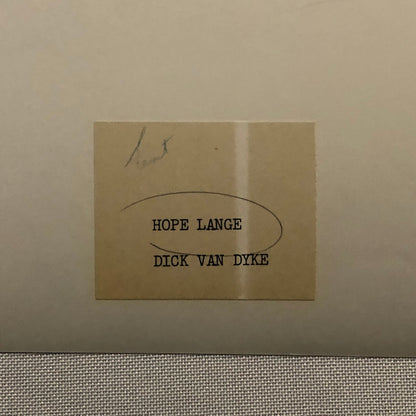 HOPE LANGE
DICK VAN DYKE